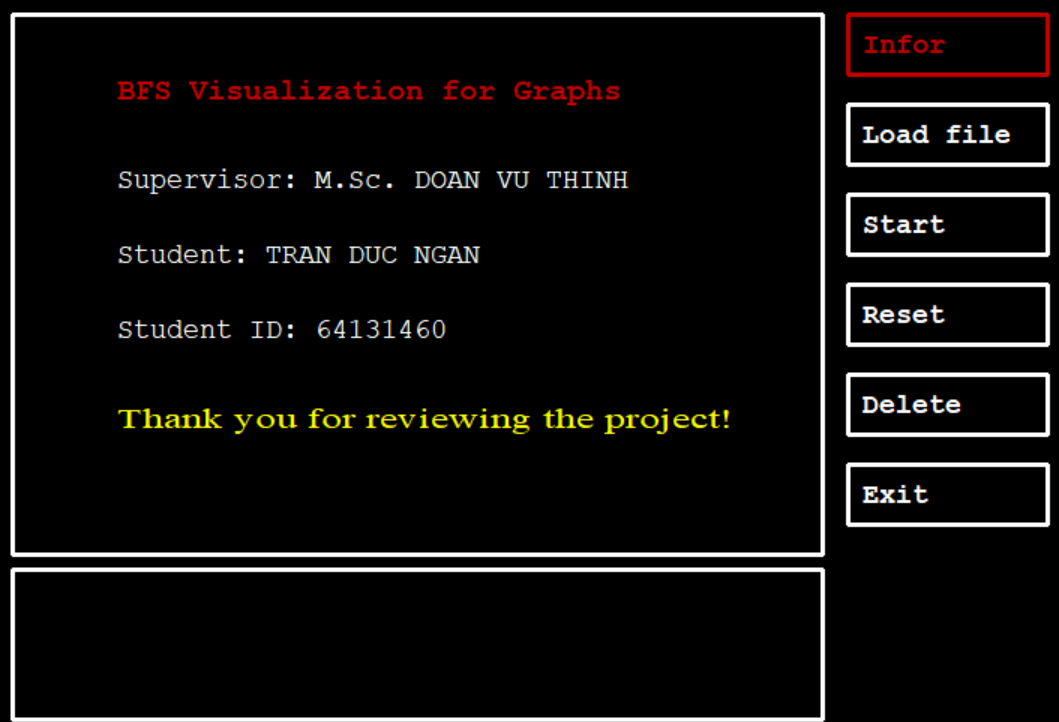 BFS Visualization for Graphs
Supervisor: M.Sc. DOAN VU THINH
Student: TRAN DUC NGAN
Student ID: 64131460
Thank you for reviewing the project!
Infor
Load file
Start
Reset
Delete
Exit